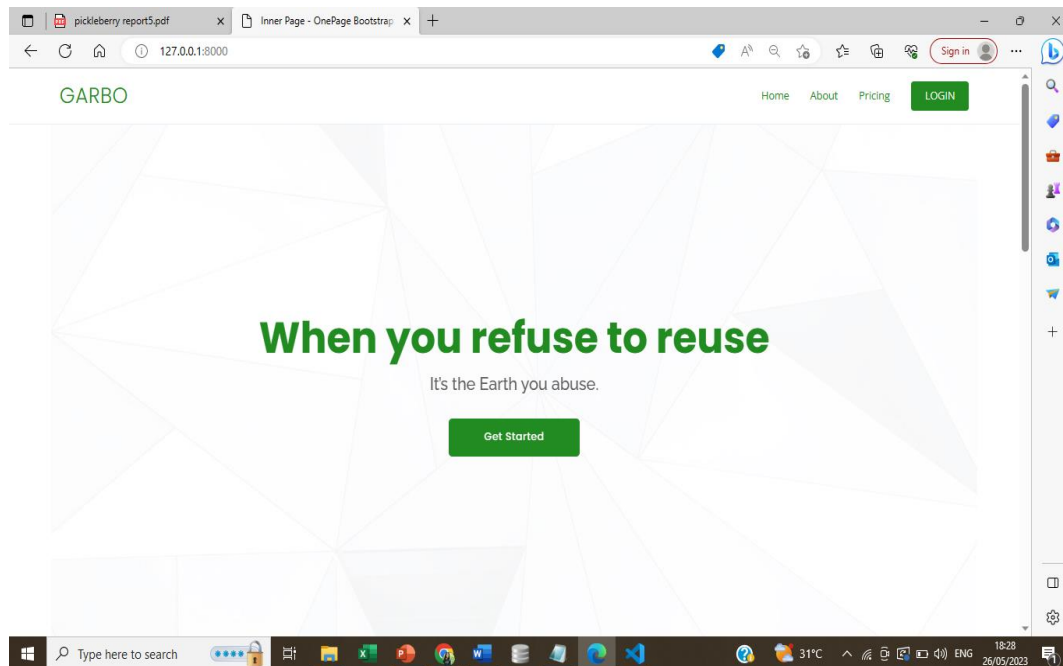 pickleberry report5.pdf
Inner Page - OnePage Bootstrap
127.0.0.1:8000
Sign in
GARBO
Home About Pricing LOGIN
When you refuse to reuse
It's the Earth you abuse.
Get Started
Type here to search
31°C
ENG
18:28
26/05/2023